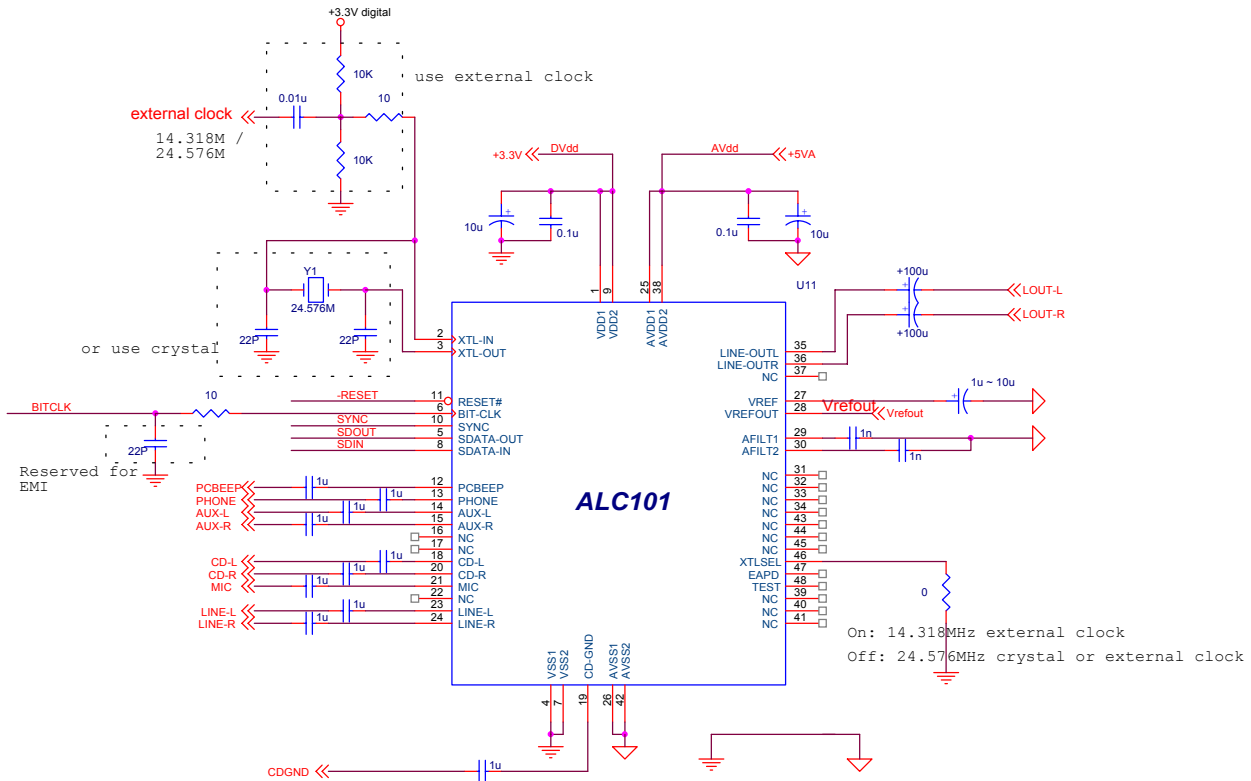 +3.3V digital
10K
use external clock
0.01u
10
external clock
14.318M /
24.576M
10K
+3.3V
DVdd
AVdd
+5VA
10u
0.1u
0.1u
10u
Y1
24.576M
22P
22P
or use crystal
U11
1
9
25
38
VDD1
VDD2
AVDD1
AVDD2
+100u
LOUT-L
LOUT-R
+100u
2
XTL-IN
3
XTL-OUT
35
LINE-OUTL
36
LINE-OUTR
37
NC
BITCLK
10
22P
Reserved for
EMI
-RESET
11
RESET#
6
BIT-CLK
SYNC
10
SYNC
SDOUT
5
SDATA-OUT
SDIN
8
SDATA-IN
27
VREF
1u ~ 10u
28
VREFOUT
Vrefout
Vrefout
29
AFILT1
1n
30
AFILT2
1n
PCBEEP
1u
12
PCBEEP
PHONE
1u
13
PHONE
AUX-L
1u
14
AUX-L
AUX-R
1u
15
AUX-R
16
NC
17
NC
CD-L
1u
18
CD-L
CD-R
1u
20
CD-R
MIC
1u
21
MIC
22
NC
LINE-L
1u
23
LINE-L
LINE-R
1u
24
LINE-R
ALC101
31
NC
32
NC
33
NC
34
NC
43
NC
44
NC
45
NC
46
XTLSEL
47
EAPD
48
TEST
39
NC
40
NC
41
NC
0
On: 14.318MHz external clock
Off: 24.576MHz crystal or external clock
VSS1
VSS2
CD-GND
AVSS1
AVSS2
4
7
19
26
42
CDGND
1u